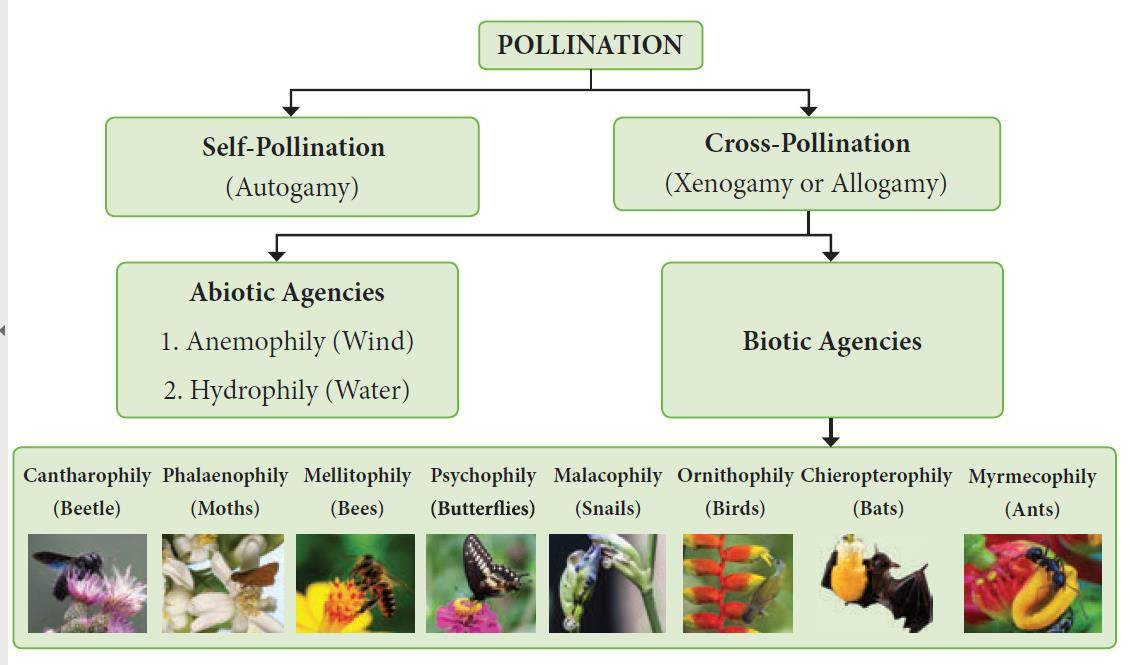 POLLINATION
Self-Pollination
(Autogamy)
Cross-Pollination
(Xenogamy or Allogamy)
Abiotic Agencies
1. Anemophily (Wind)
2. Hydrophily (Water)
Biotic Agencies
Cantharophily
(Beetle)
Phalaenophily
(Moths)
Mellitophily
(Bees)
Psychophily
(Butterflies)
Malacophily
(Snails)
Ornithophily
(Birds)
Chieropterophily
(Bats)
Myrmecophily
(Ants)